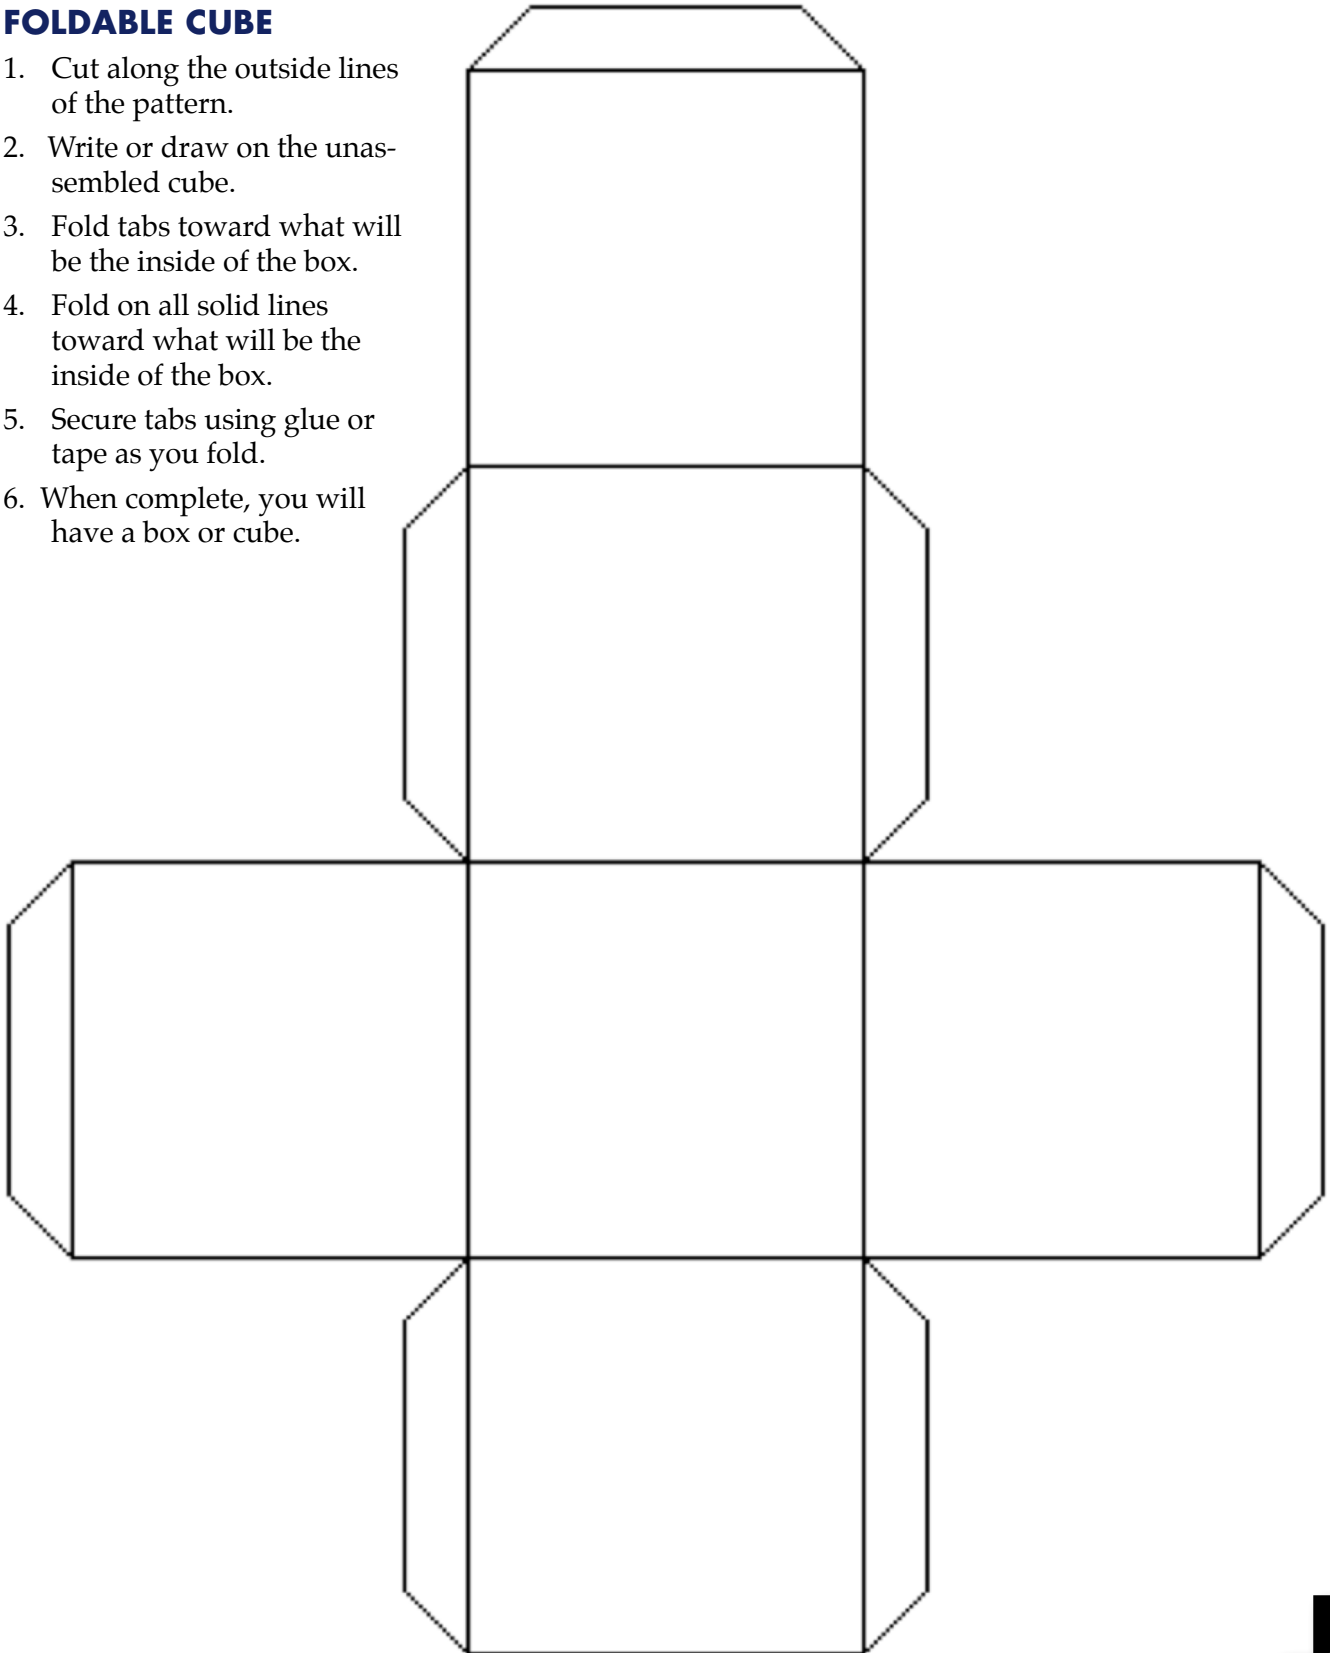 FOLDABLE CUBE
1. Cut along the outside lines
of the pattern.
2. Write or draw on the unas-
sembled cube.
3. Fold tabs toward what will
be the inside of the box.
4. Fold on all solid lines
toward what will be the
inside of the box.
5. Secure tabs using glue or
tape as you fold.
6. When complete, you will
have a box or cube.